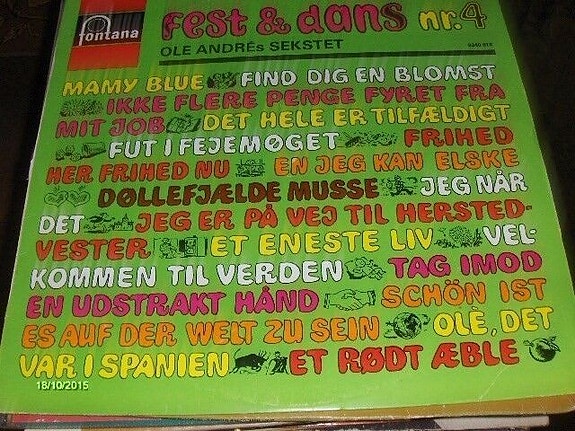 fontana
fest & dans nr. 4
OLE ANDRÉs SEKSTET
MAMY BLUE FIND DIG EN BLOMST
IKKE FLERE PENGE FYRET FRA
MIT JOB DET HELE ER TILFÆLDIGT
FUT I FEJEMØGET FRIHED
HER FRIHED NU EN JEG KAN ELSKE
DØLLEFJÆLDE MUSSE JEG NÅR
DET JEG ER PÅ VEJ TIL HERSTED-
VESTER ET ENESTE LIV VEL-
KOMMEN TIL VERDEN TAG IMOD
EN UDSTRAKT HÅND SCHÖN IST
ES AUF DER WELT ZU SEIN OLÈ, DET
VAR I SPANIEN ET RØDT ÆBLE
18/10/2015